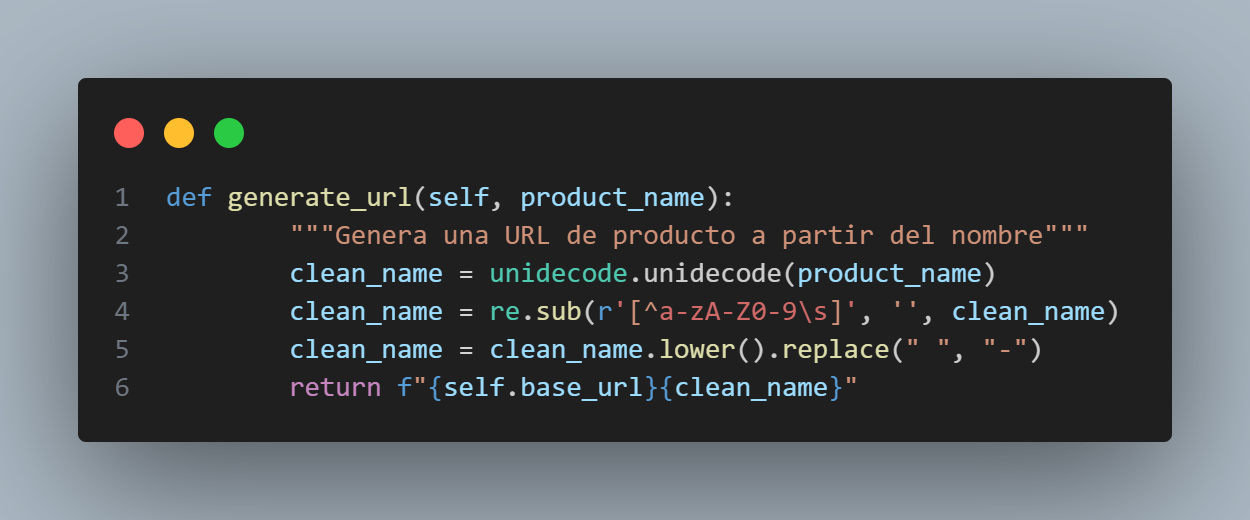 1 def generate_url(self, product_name):
2         """Genera una URL de producto a partir del nombre"""
3         clean_name = unidecode.unidecode(product_name)
4         clean_name = re.sub(r'[^a-zA-Z0-9\s]', '', clean_name)
5         clean_name = clean_name.lower().replace(" ", "-")
6         return f"{self.base_url}{clean_name}"